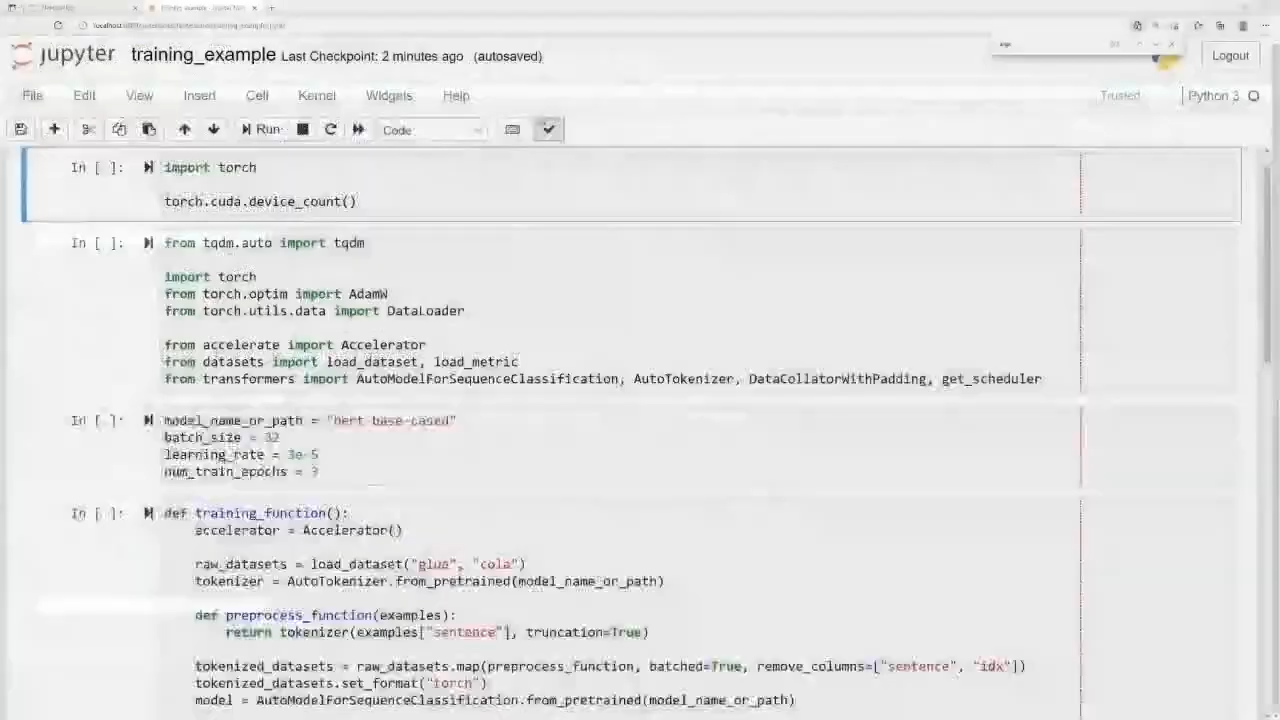 localhost
jupyter training_example Last Checkpoint: 2 minutes ago (autosaved)
Logout
File Edit View Insert Cell Kernel Widgets Help
Trusted Python 3
Run Code
In [ ]: import torch
torch.cuda.device_count()
In [ ]: from tqdm.auto import tqdm
import torch
from torch.optim import AdamW
from torch.utils.data import DataLoader
from accelerate import Accelerator
from datasets import load_dataset, load_metric
from transformers import AutoModelForSequenceClassification, AutoTokenizer, DataCollatorWithPadding, get_scheduler
In [ ]: model_name_or_path = "bert-base-cased"
batch_size = 32
learning_rate = 3e-5
num_train_epochs = 3
In [ ]: def training_function():
accelerator = Accelerator()
raw_datasets = load_dataset("glue", "cola")
tokenizer = AutoTokenizer.from_pretrained(model_name_or_path)
def preprocess_function(examples):
return tokenizer(examples["sentence"], truncation=True)
tokenized_datasets = raw_datasets.map(preprocess_function, batched=True, remove_columns=["sentence", "idx"])
tokenized_datasets.set_format("torch")
model = AutoModelForSequenceClassification.from_pretrained(model_name_or_path)